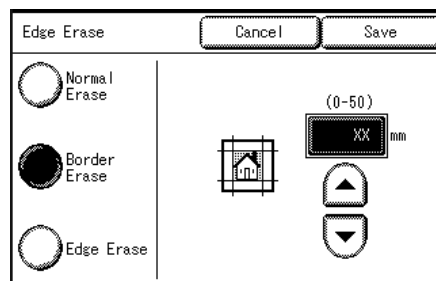 Edge Erase
Cancel
Save
Normal
Erase
Border
Erase
Edge Erase
(0-50)
XX mm